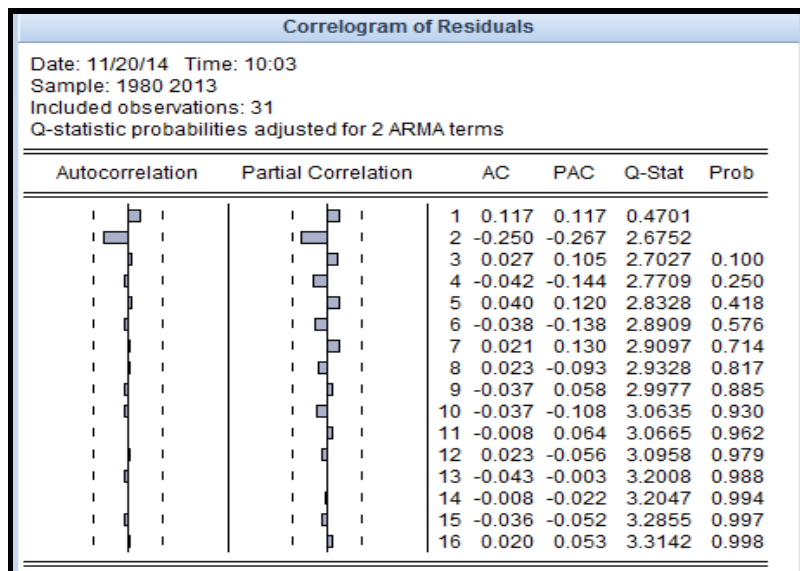 Correlogram of Residuals
Date: 11/20/14 Time: 10:03
Sample: 1980 2013
Included observations: 31
Q-statistic probabilities adjusted for 2 ARMA terms
Autocorrelation Partial Correlation AC PAC Q-Stat Prob
1 0.117 0.117 0.4701
2 -0.250 -0.267 2.6752
3 0.027 0.105 2.7027 0.100
4 -0.042 -0.144 2.7709 0.250
5 0.040 0.120 2.8328 0.418
6 -0.038 -0.138 2.8909 0.576
7 0.021 0.130 2.9097 0.714
8 0.023 -0.093 2.9328 0.817
9 -0.037 0.058 2.9977 0.885
10 -0.037 -0.108 3.0635 0.930
11 -0.008 0.064 3.0665 0.962
12 0.023 -0.056 3.0958 0.979
13 -0.043 -0.003 3.2008 0.988
14 -0.008 -0.022 3.2047 0.994
15 -0.036 -0.052 3.2855 0.997
16 0.020 0.053 3.3142 0.998